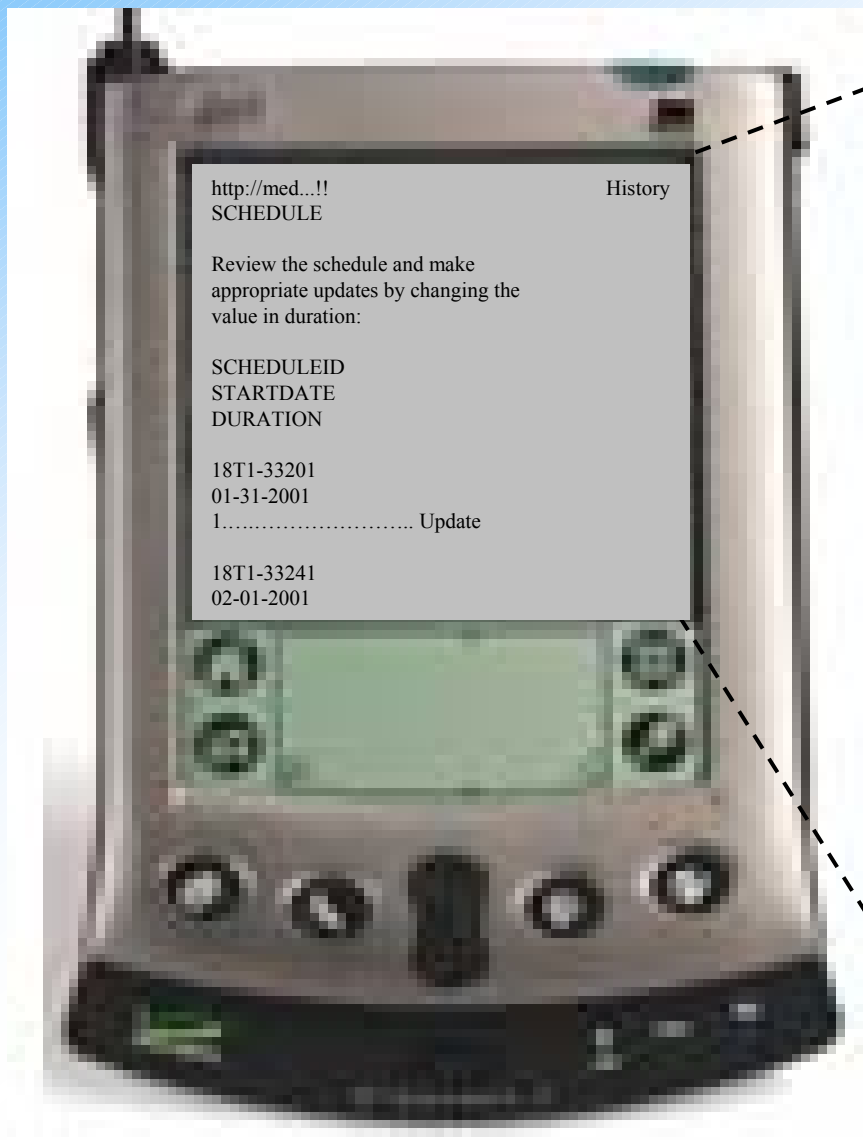 http://med...!! History
SCHEDULE
Review the schedule and make
appropriate updates by changing the
value in duration:
SCHEDULEID
STARTDATE
DURATION
18T1-33201
01-31-2001
1.…..………………….. Update
18T1-33241
02-01-2001